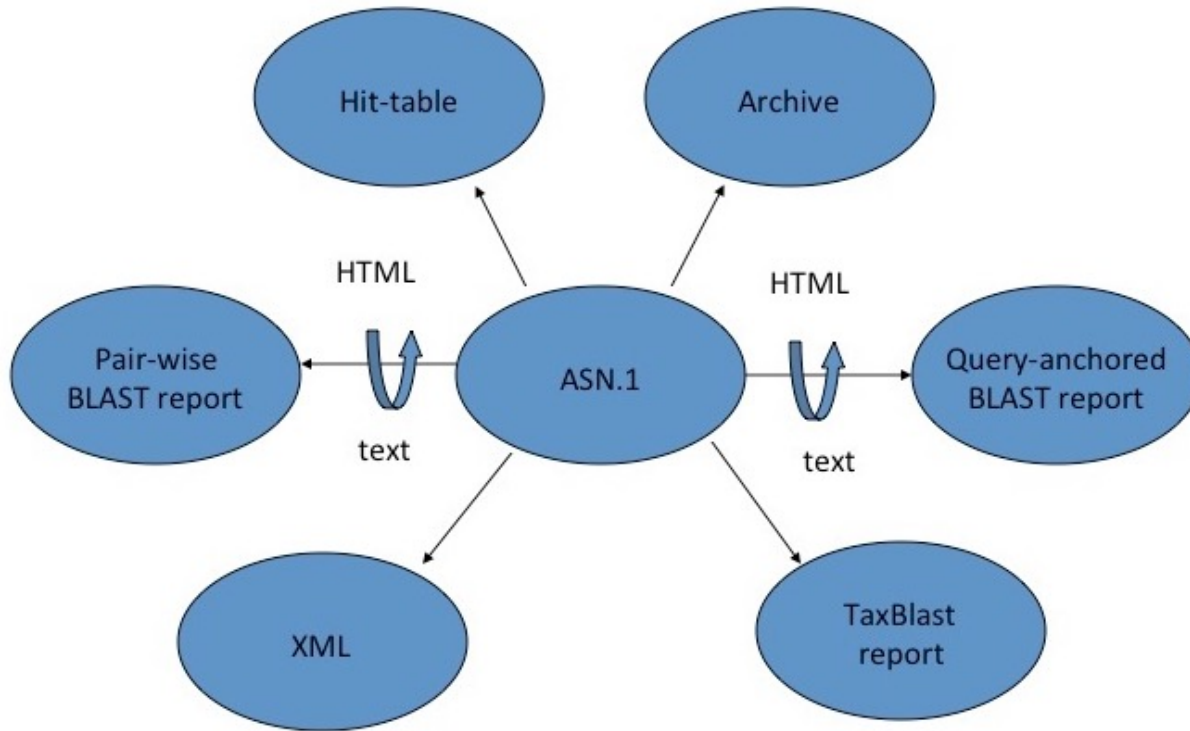 Hit-table
Archive
HTML
HTML
Pair-wise
BLAST report
ASN.1
Query-anchored
BLAST report
text
text
XML
TaxBlast
report